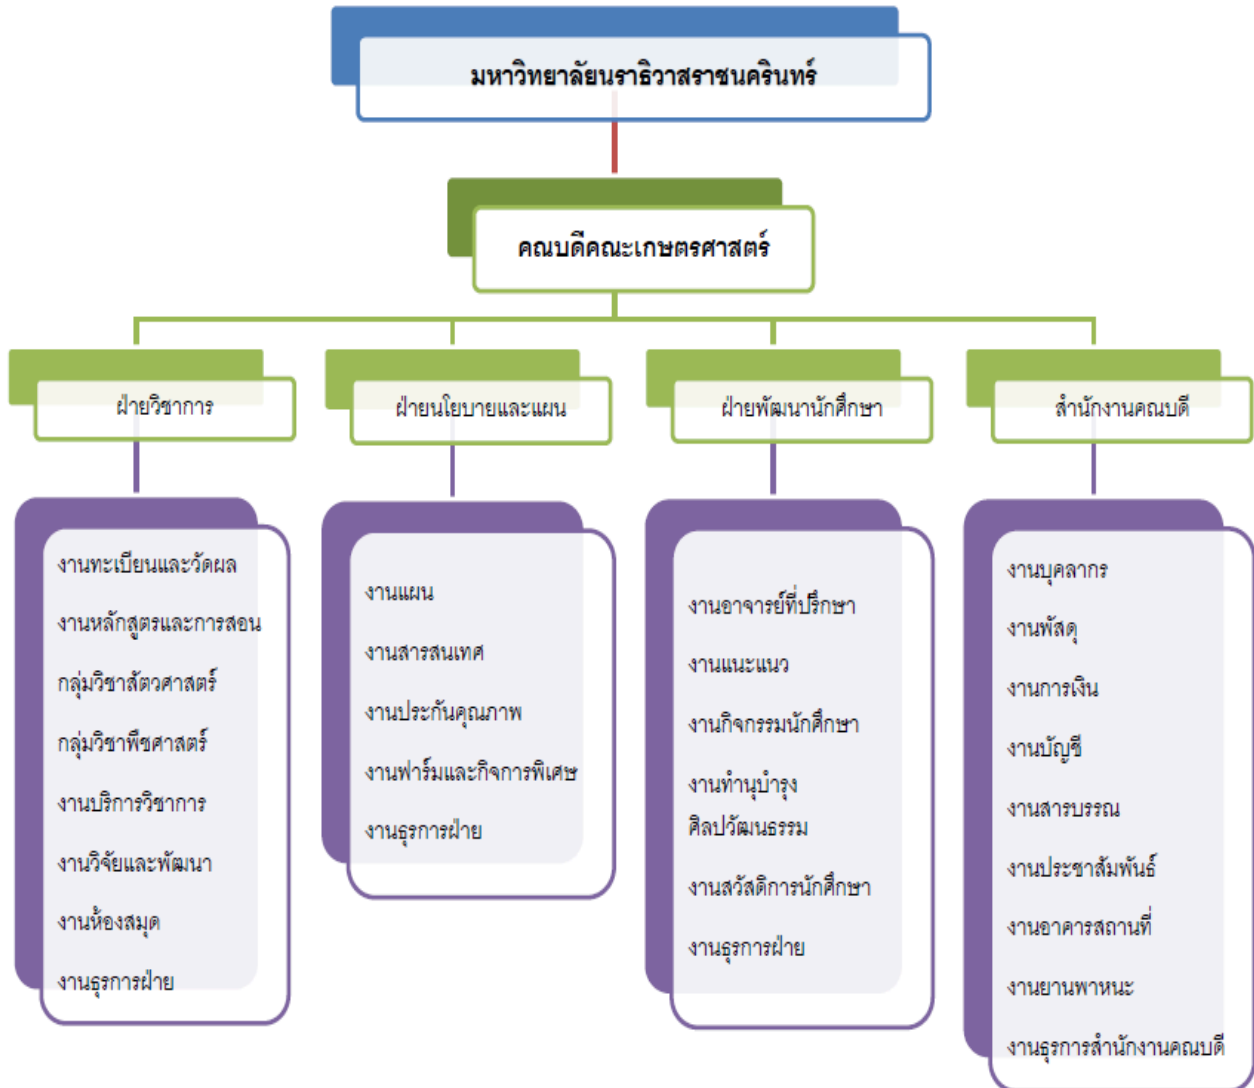 มหาวิทยาลัยนราธิวาสราชนครินทร์
คณบดีคณะเกษตรศาสตร์
ฝ่ายวิชาการ
งานทะเบียนและวัดผล
งานหลักสูตรและการสอน
กลุ่มวิชาสัตวศาสตร์
กลุ่มวิชาพืชศาสตร์
งานบริการวิชาการ
งานวิจัยและพัฒนา
งานห้องสมุด
งานธุรการฝ่าย
ฝ่ายนโยบายและแผน
งานแผน
งานสารสนเทศ
งานประกันคุณภาพ
งานฟาร์มและกิจการพิเศษ
งานธุรการฝ่าย
ฝ่ายพัฒนานักศึกษา
งานอาจารย์ที่ปรึกษา
งานแนะแนว
งานกิจกรรมนักศึกษา
งานทำนุบำรุง
ศิลปวัฒนธรรม
งานสวัสดิการนักศึกษา
งานธุรการฝ่าย
สำนักงานคณบดี
งานบุคลากร
งานพัสดุ
งานการเงิน
งานบัญชี
งานสารบรรณ
งานประชาสัมพันธ์
งานอาคารสถานที่
งานยานพาหนะ
งานธุรการสำนักงานคณบดี